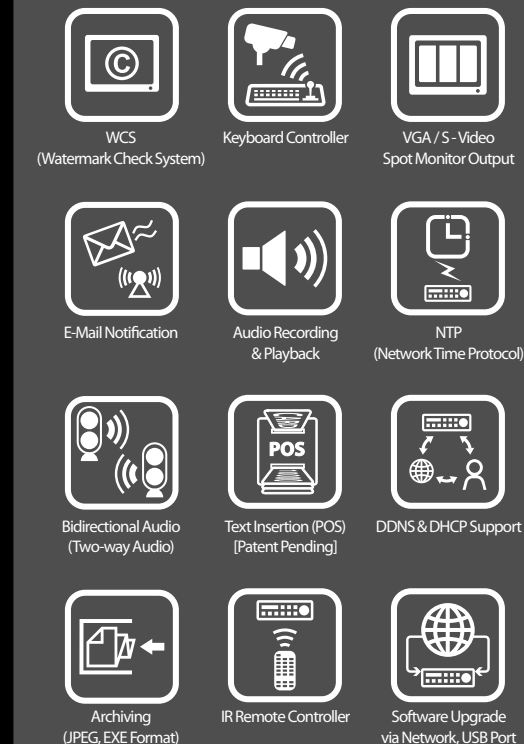 ©
WCS
(Watermark Check System)
Keyboard Controller
VGA / S - Video
Spot Monitor Output
E-Mail Notification
Audio Recording
& Playback
NTP
(Network Time Protocol)
Bidirectional Audio
(Two-way Audio)
POS
Text Insertion (POS)
[Patent Pending]
DDNS & DHCP Support
Archiving
(JPEG, EXE Format)
IR Remote Controller
Software Upgrade
via Network, USB Port